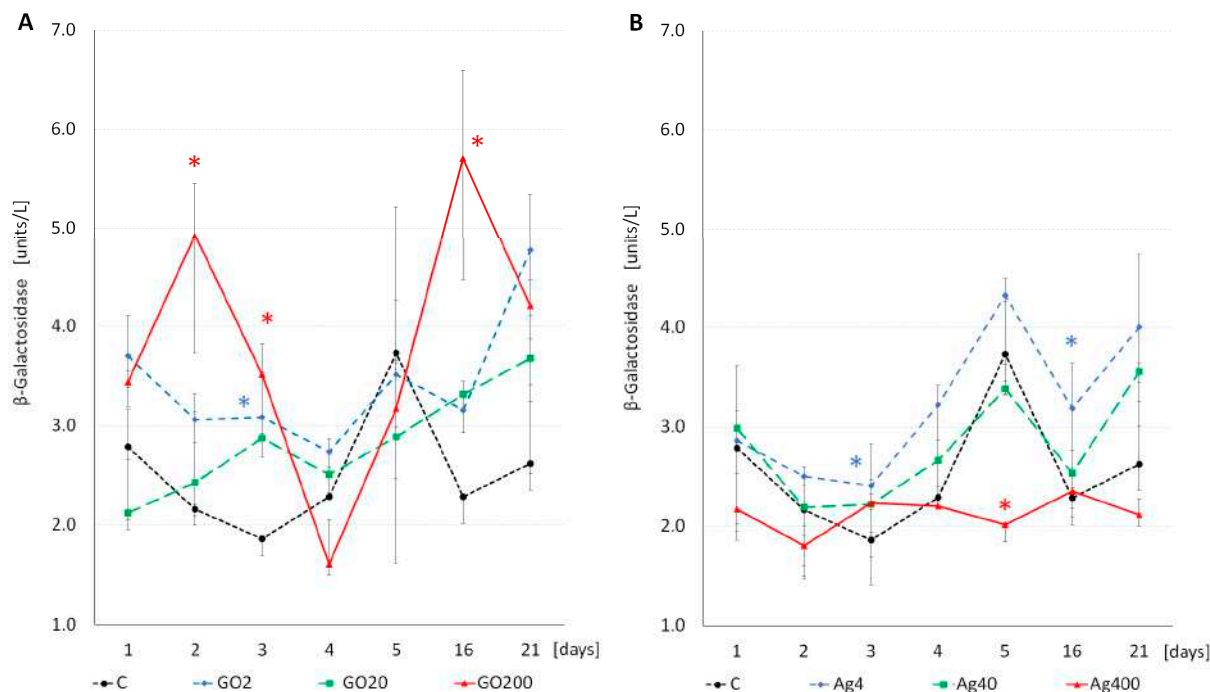 A
7.0
6.0
5.0
4.0
3.0
2.0
1.0
β-Galactosidase [units/L]
*
*
*
*
1 2 3 4 5 16 21 [days]
C GO2 GO20 GO200
B
7.0
6.0
5.0
4.0
3.0
2.0
1.0
β-Galactosidase [units/L]
*
*
*
1 2 3 4 5 16 21 [days]
C Ag4 Ag40 Ag400